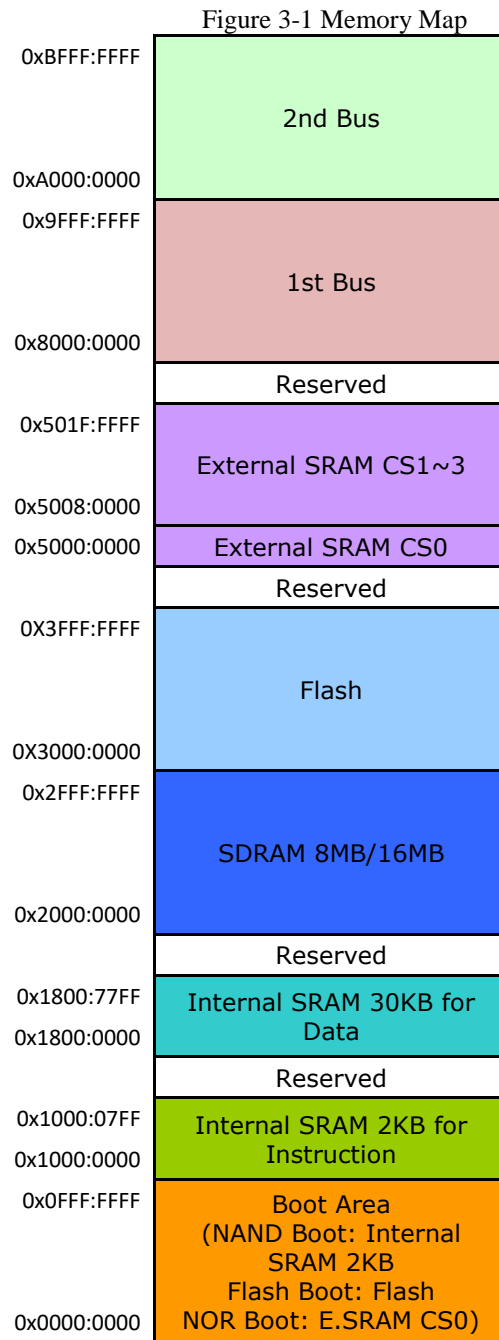 Figure 3-1 Memory Map
0xBFFF:FFFF
2nd Bus
0xA000:0000
0x9FFF:FFFF
1st Bus
0x8000:0000
Reserved
0x501F:FFFF
External SRAM CS1~3
0x5008:0000
0x5000:0000
External SRAM CS0
Reserved
0X3FFF:FFFF
Flash
0X3000:0000
0x2FFF:FFFF
SDRAM 8MB/16MB
0x2000:0000
Reserved
0x1800:77FF
Internal SRAM 30KB for
Data
0x1800:0000
Reserved
0x1000:07FF
Internal SRAM 2KB for
Instruction
0x1000:0000
0x0FFF:FFFF
Boot Area
(NAND Boot: Internal
SRAM 2KB
Flash Boot: Flash
NOR Boot: E.SRAM CS0)
0x0000:0000